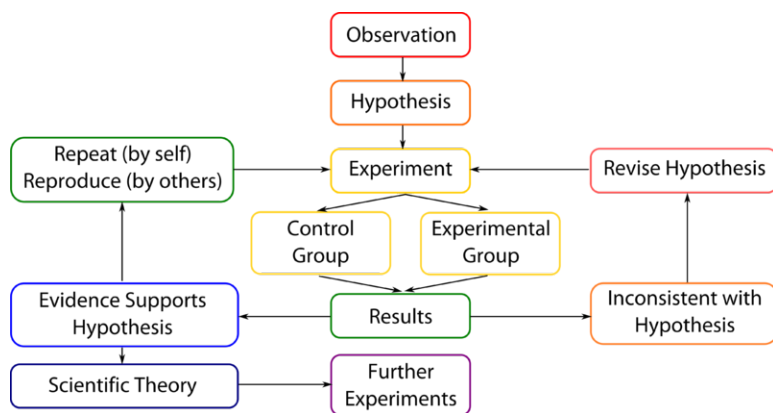 Observation
Hypothesis
Repeat (by self)
Reproduce (by others)
Experiment
Revise Hypothesis
Control
Group
Experimental
Group
Evidence Supports
Hypothesis
Results
Inconsistent with
Hypothesis
Scientific Theory
Further
Experiments